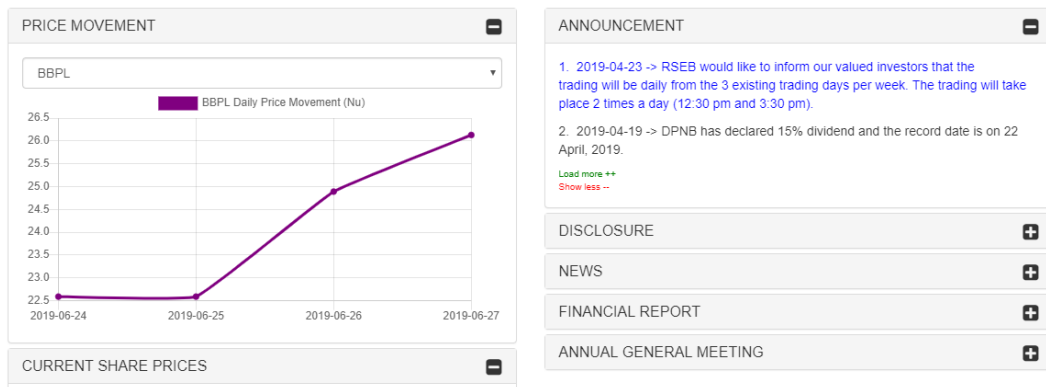 PRICE MOVEMENT
BBPL
BBPL Daily Price Movement (Nu)
26.5
26.0
25.5
25.0
24.5
24.0
23.5
23.0
22.5
2019-06-24 2019-06-25 2019-06-26 2019-06-27
CURRENT SHARE PRICES
ANNOUNCEMENT
1. 2019-04-23 -> RSEB would like to inform our valued investors that the
trading will be daily from the 3 existing trading days per week. The trading will take
place 2 times a day (12:30 pm and 3:30 pm).
2. 2019-04-19 -> DPNB has declared 15% dividend and the record date is on 22
April, 2019.
Load more ++
Show less --
DISCLOSURE
NEWS
FINANCIAL REPORT
ANNUAL GENERAL MEETING